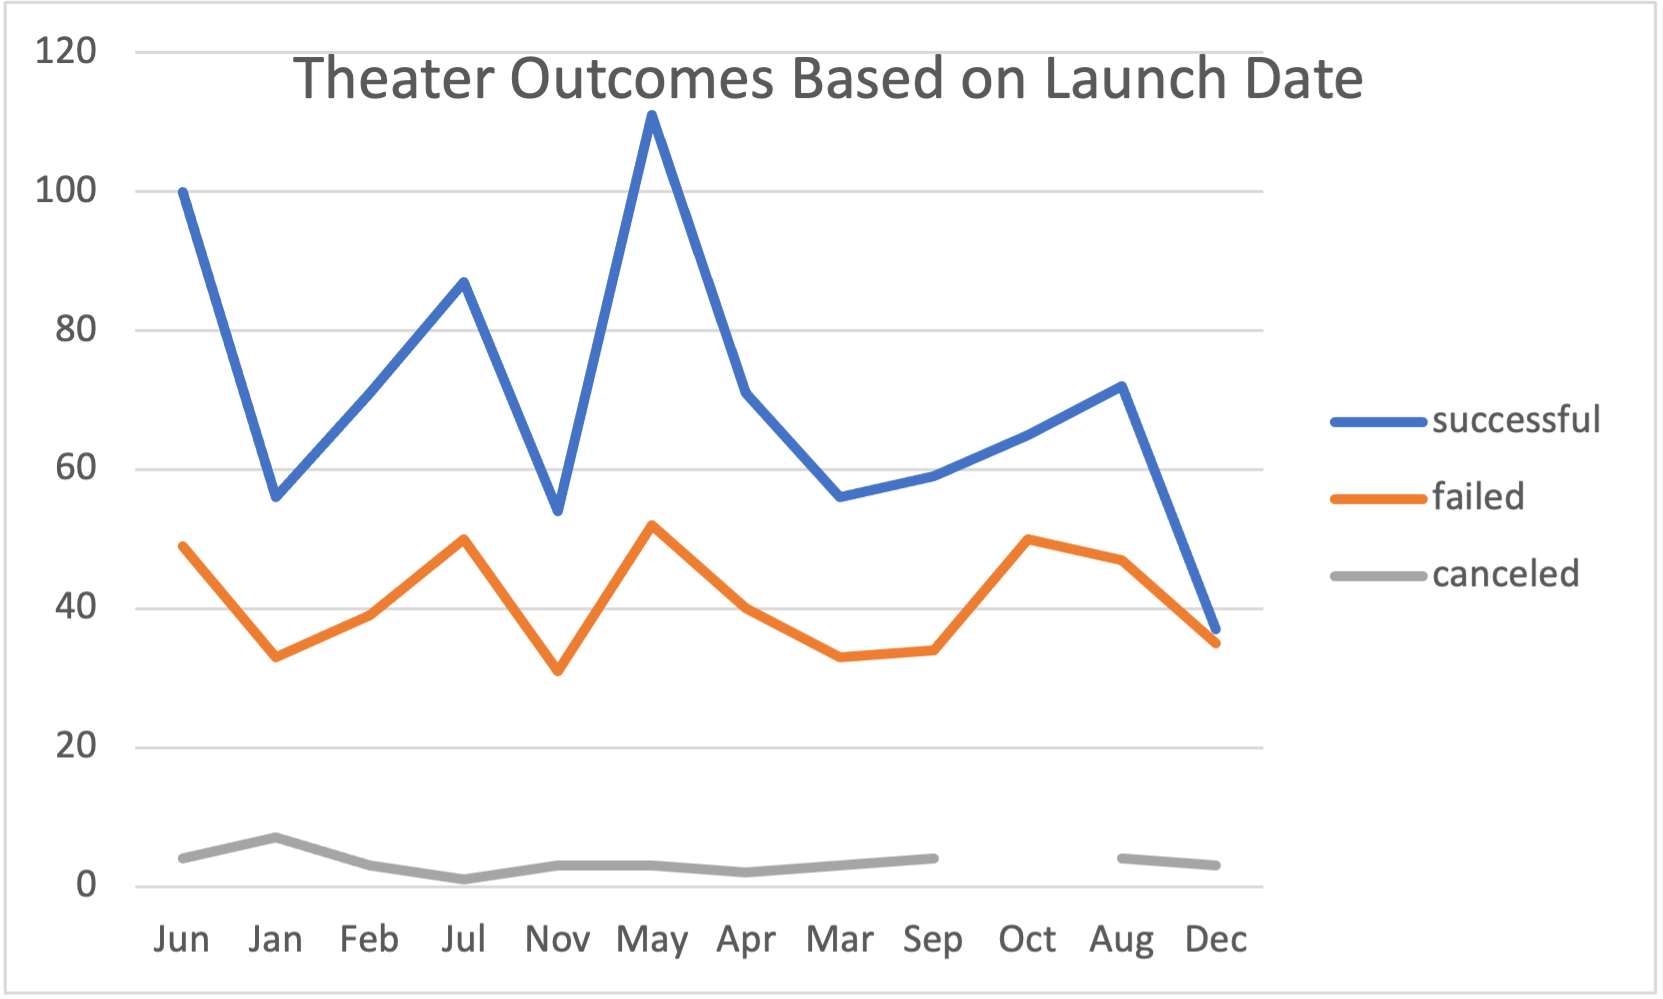 Theater Outcomes Based on Launch Date
120
100
80
60
40
20
0
Jun Jan Feb Jul Nov May Apr Mar Sep Oct Aug Dec
successful
failed
canceled